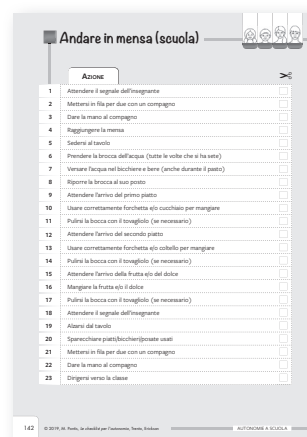 Andare in mensa (scuola)
Azione
1 Attendere il segnale dell'insegnante
2 Mettersi in fila per due con un compagno
3 Dare la mano al compagno
4 Raggiungere la mensa
5 Sedersi al tavolo
6 Prendere la brocca dell'acqua (tutte le volte che si ha sete)
7 Versare l'acqua nel bicchiere e bere (anche durante il pasto)
8 Riporre la brocca al suo posto
9 Attendere l'arrivo del primo piatto
10 Usare correttamente forchetta e/o cucchiaio per mangiare
11 Pulirsi la bocca con il tovagliolo (se necessario)
12 Attendere l'arrivo del secondo piatto
13 Usare correttamente forchetta e/o coltello per mangiare
14 Pulirsi la bocca con il tovagliolo (se necessario)
15 Attendere l'arrivo della frutta e/o del dolce
16 Mangiare la frutta e/o il dolce
17 Pulirsi la bocca con il tovagliolo (se necessario)
18 Attendere il segnale dell'insegnante
19 Alzarsi dal tavolo
20 Sparecchiare piatti/bicchieri/posate usati
21 Mettersi in fila per due con un compagno
22 Dare la mano al compagno
23 Dirigersi verso la classe
142 © 2019, M. Pontis, Le checklist per l'autonomia, Trento, Erickson AUTONOMIE A SCUOLA